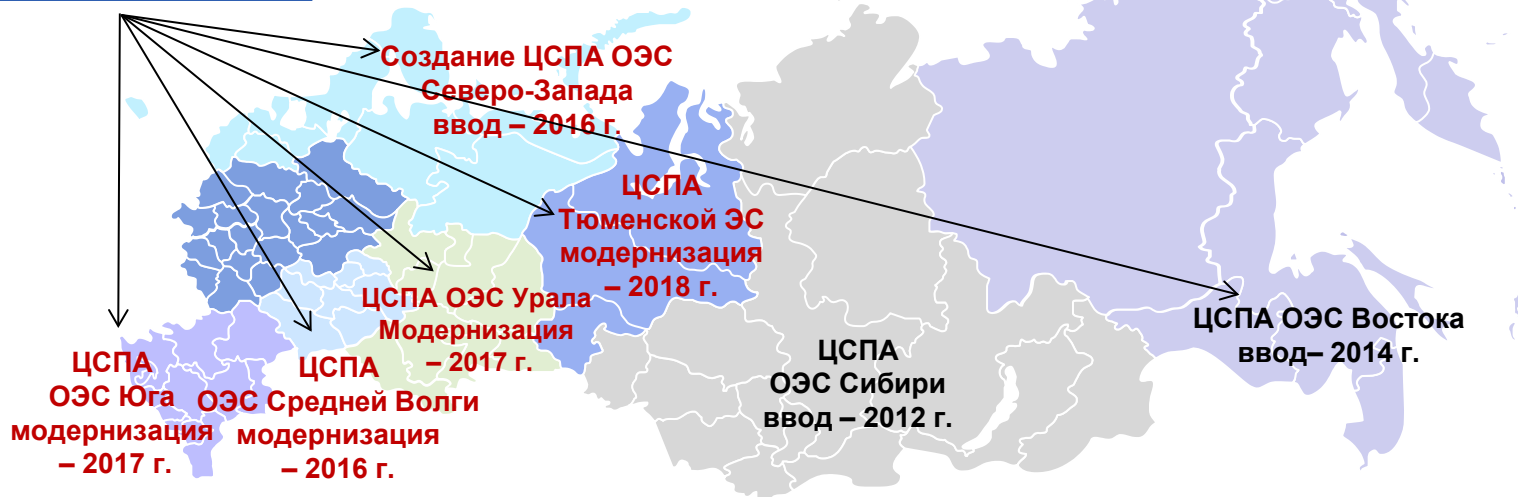 Создание ЦСПА ОЭС
Северо-Запада
ввод – 2016 г.
ЦСПА
Тюменской ЭС
модернизация
– 2018 г.
ЦСПА ОЭС Урала
Модернизация
– 2017 г.
ЦСПА
ОЭС Юга
модернизация
– 2017 г.
ЦСПА
ОЭС Средней Волги
модернизация
– 2016 г.
ЦСПА
ОЭС Сибири
ввод – 2012 г.
ЦСПА ОЭС Востока
ввод– 2014 г.